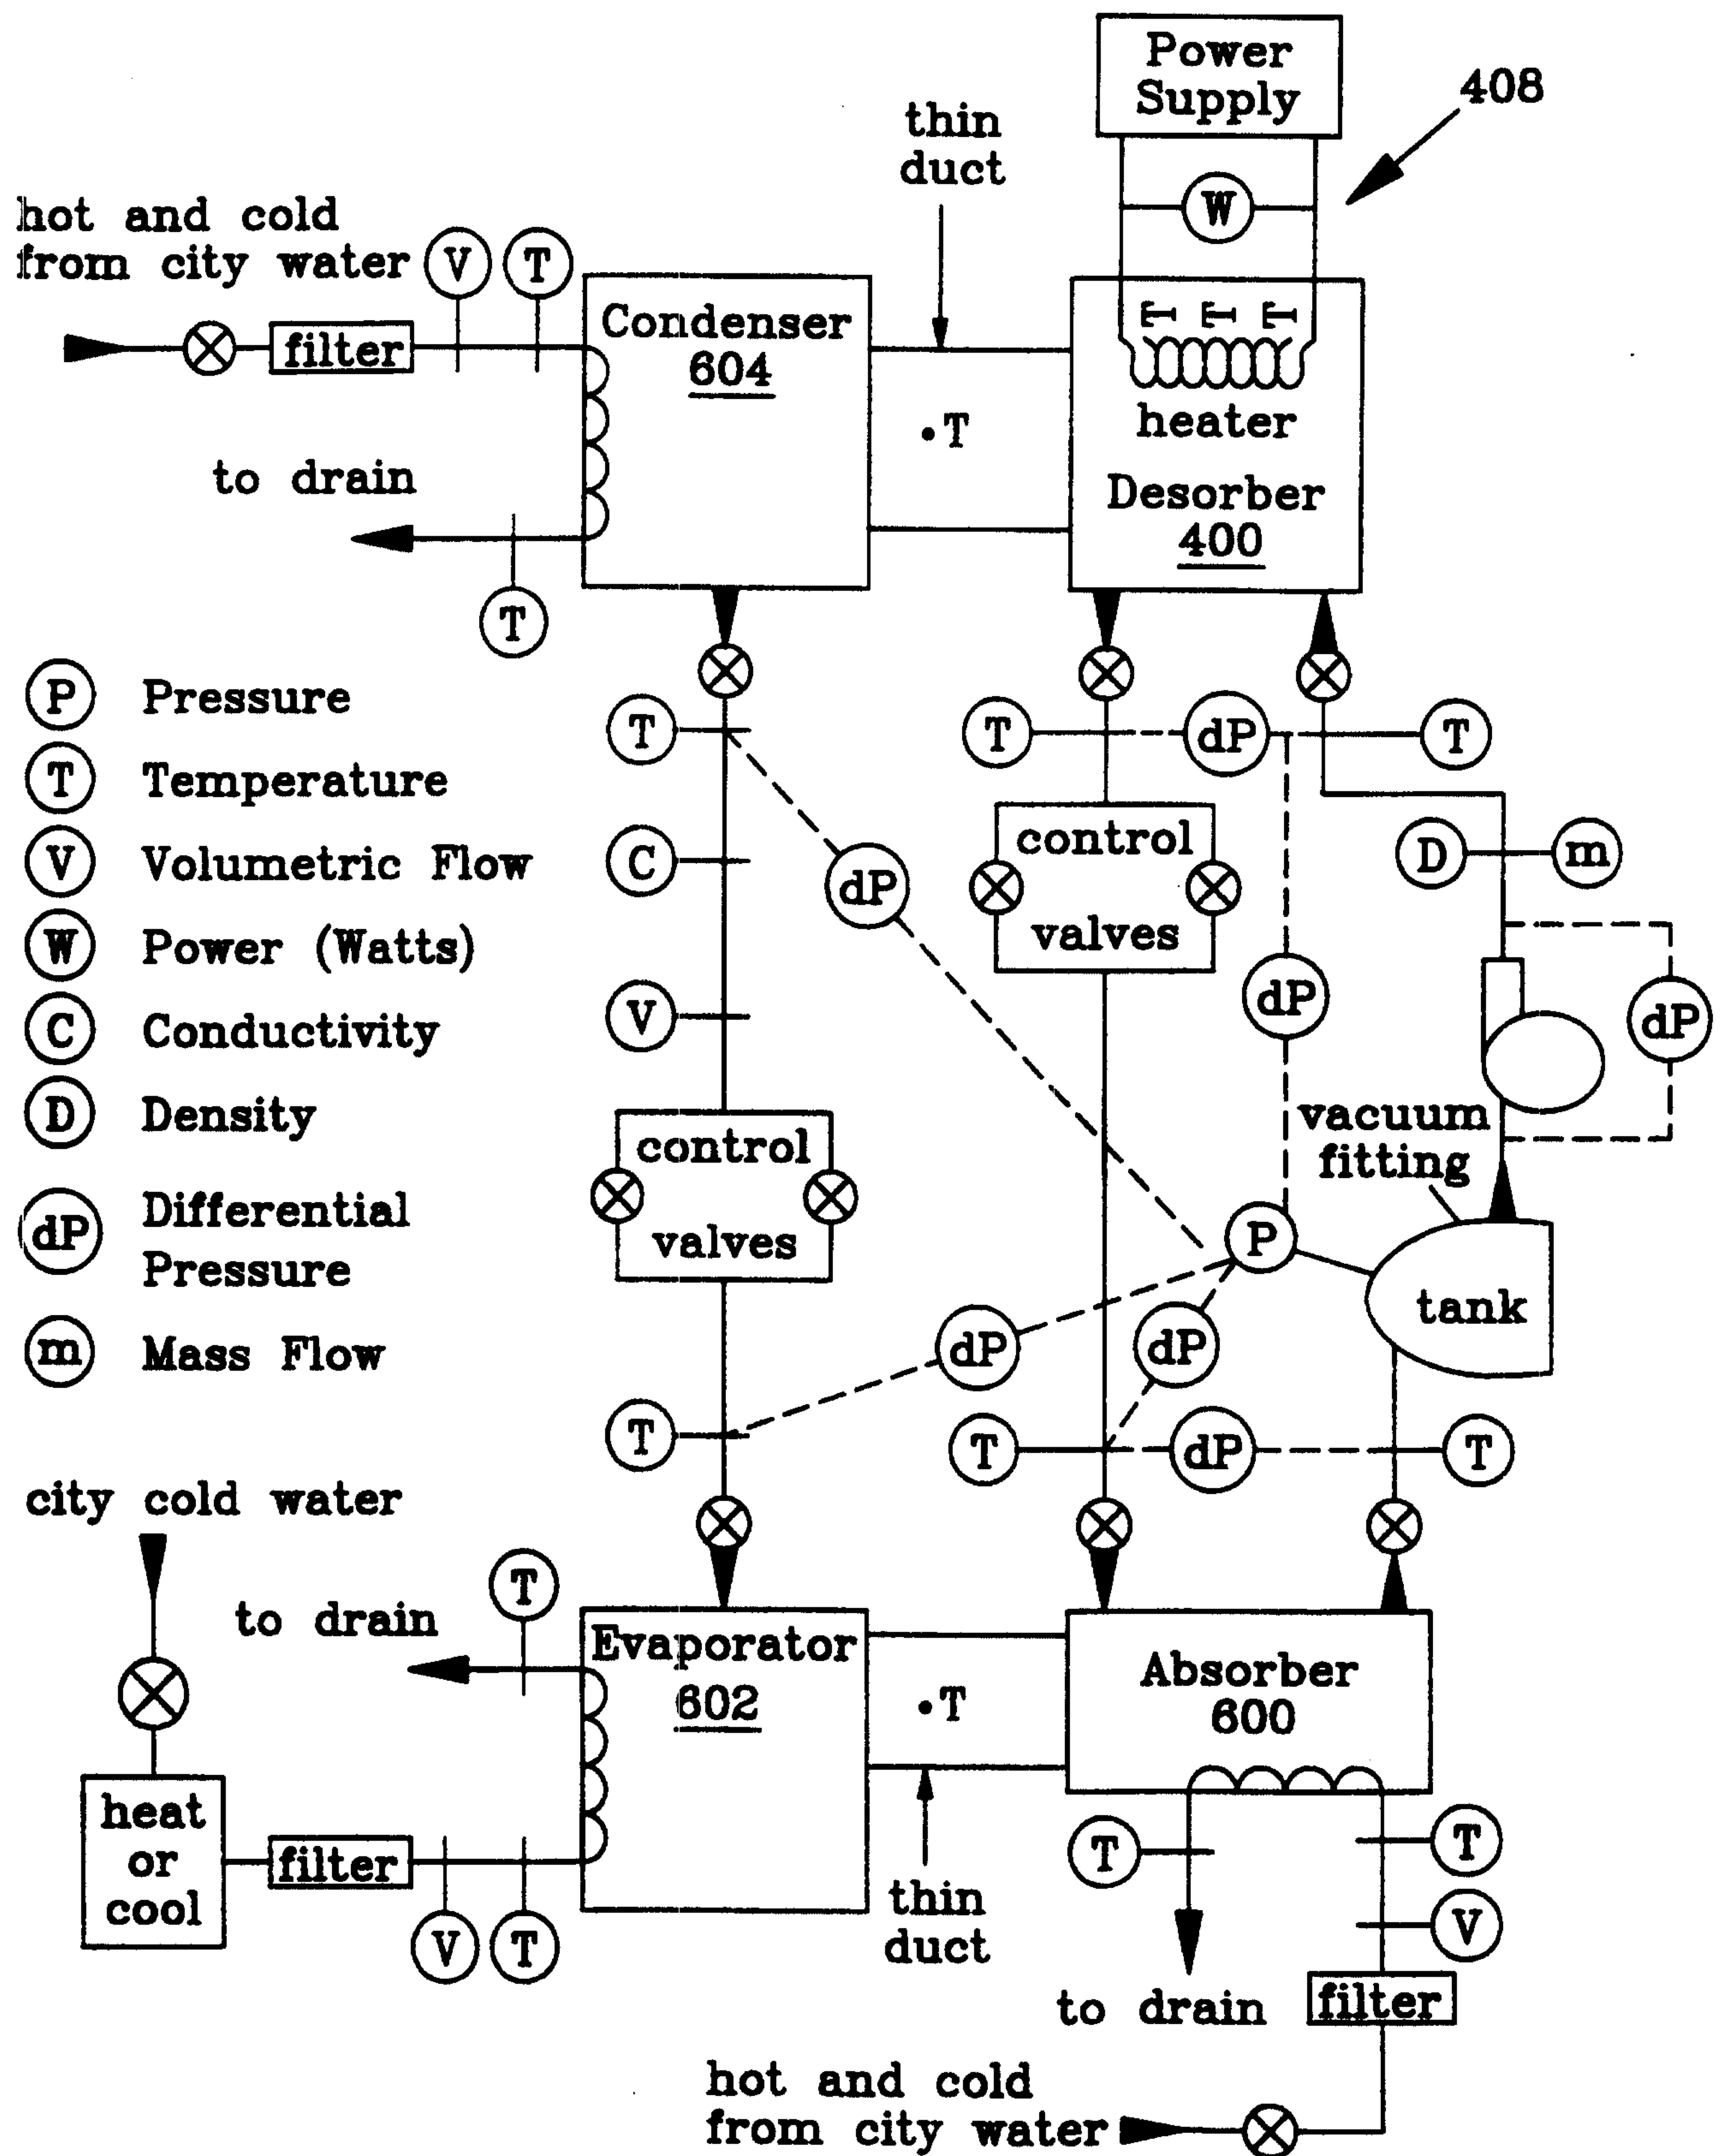 Power
Supply
408
thin
duct
W
hot and cold
from city water
V
T
filter
Condenser
604
T
T T T
heater
Desorber
400
to drain
T
P Pressure
T Temperature
V Volumetric Flow
W Power (Watts)
C Conductivity
D Density
dP Differential
Pressure
m Mass Flow
T
C
V
dP
control
valves
T
T
dP
T
control
valves
D
m
dP
dP
vacuum
fitting
P
tank
dP
dP
T
dP
T
city cold water
T
to drain
Evaporator
602
T
Absorber
600
heat
or
cool
filter
V
T
thin
duct
T
T
V
to drain
filter
hot and cold
from city water